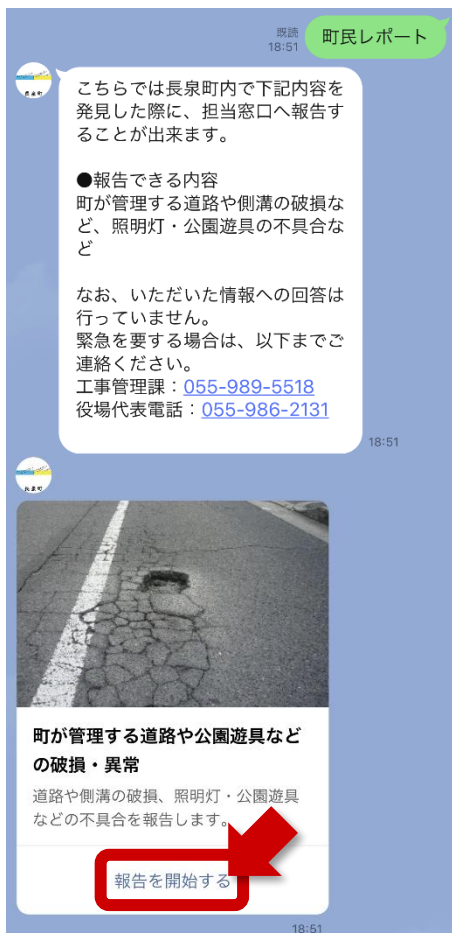 既読
18:51
町民レポート
長泉町
こちらでは長泉町内で下記内容を
発見した際に、担当窓口へ報告す
ることが出来ます。
●報告できる内容
町が管理する道路や側溝の破損な
ど、照明灯・公園遊具の不具合な
ど
なお、いただいた情報への回答は
行っていません。
緊急を要する場合は、以下までご
連絡ください。
工事管理課：055-989-5518
役場代表電話：055-986-2131
18:51
長泉町
町が管理する道路や公園遊具など
の破損・異常
道路や側溝の破損、照明灯・公園遊具
などの不具合を報告します。
報告を開始する
18:51